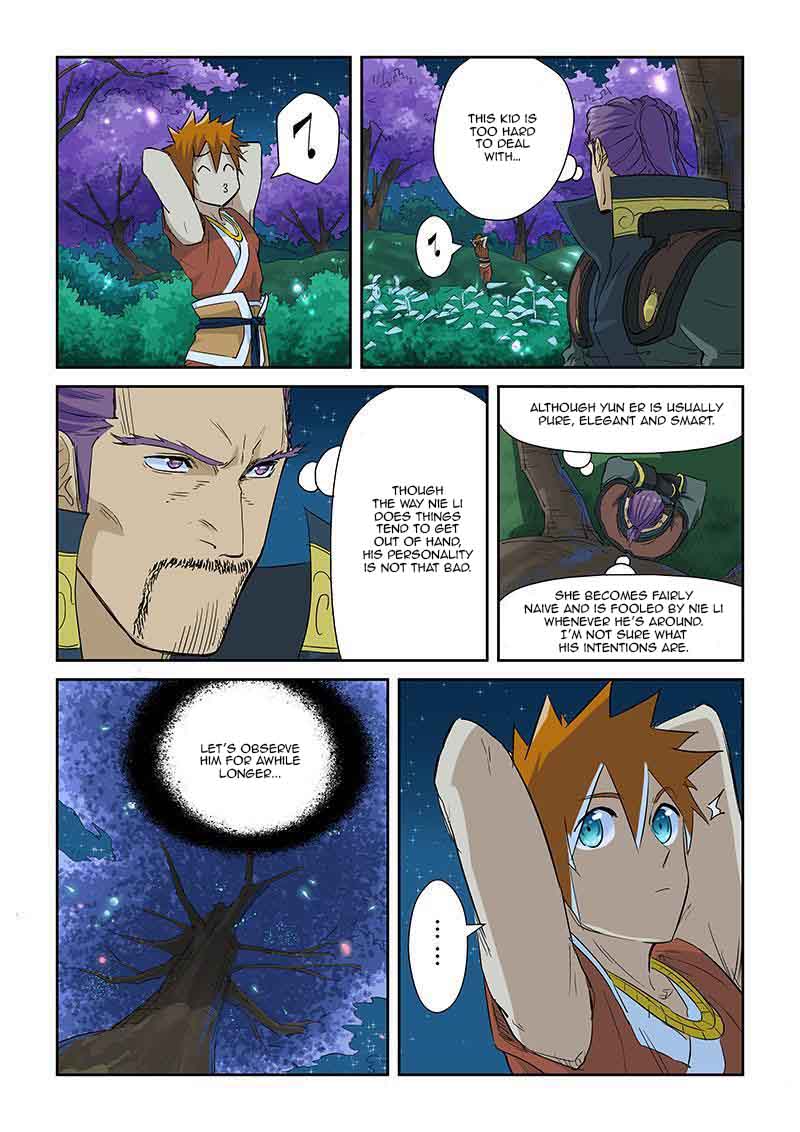 ♪
THIS KID IS
TOO HARD
TO DEAL
WITH...
♪
THOUGH
THE WAY NIE LI
DOES THINGS
TEND TO GET
OUT OF HAND,
HIS PERSONALITY
IS NOT THAT BAD.
ALTHOUGH YUN ER IS USUALLY
PURE, ELEGANT AND SMART.
SHE BECOMES FAIRLY
NAIVE AND IS FOOLED BY NIE LI
WHENEVER HE'S AROUND.
I'M NOT SURE WHAT
HIS INTENTIONS ARE.
LET'S OBSERVE
HIM FOR AWHILE
LONGER...
......